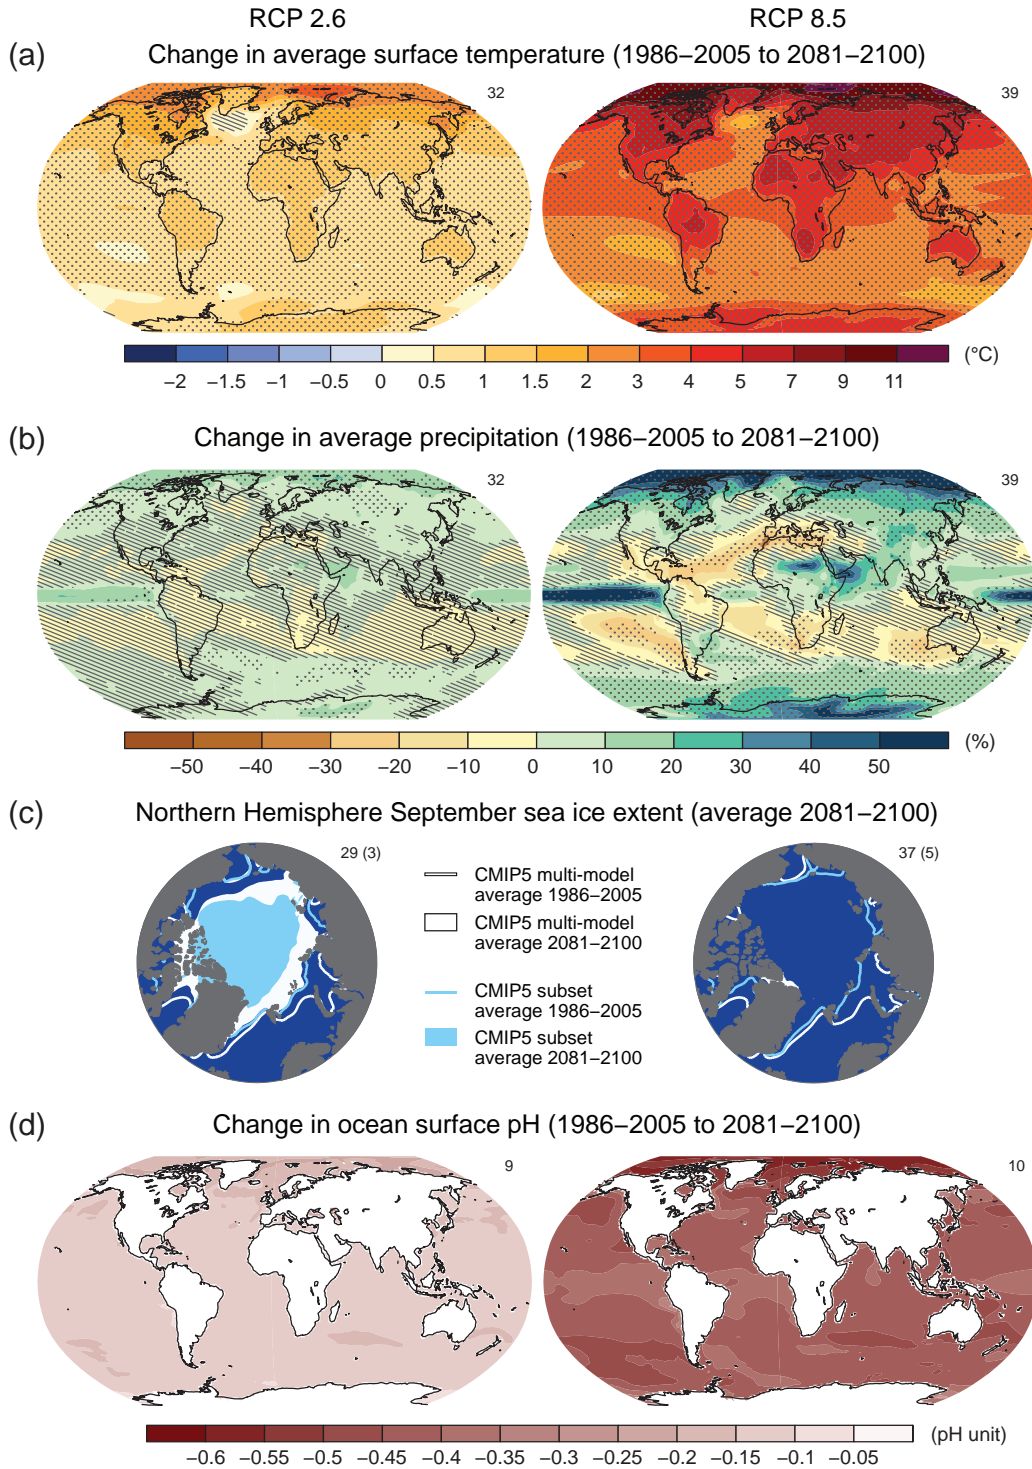 RCP 2.6 RCP 8.5
(a) Change in average surface temperature (1986−2005 to 2081−2100)
32 39
−2 −1.5 −1 −0.5 0 0.5 1 1.5 2 3 4 5 7 9 11 (°C)
(b) Change in average precipitation (1986−2005 to 2081−2100)
32 39
−50 −40 −30 −20 −10 0 10 20 30 40 50 (%)
(c) Northern Hemisphere September sea ice extent (average 2081−2100)
29 (3) 37 (5)
CMIP5 multi-model
average 1986−2005
CMIP5 multi-model
average 2081−2100
CMIP5 subset
average 1986−2005
CMIP5 subset
average 2081−2100
(d) Change in ocean surface pH (1986−2005 to 2081−2100)
9 10
−0.6 −0.55 −0.5 −0.45 −0.4 −0.35 −0.3 −0.25 −0.2 −0.15 −0.1 −0.05 (pH unit)